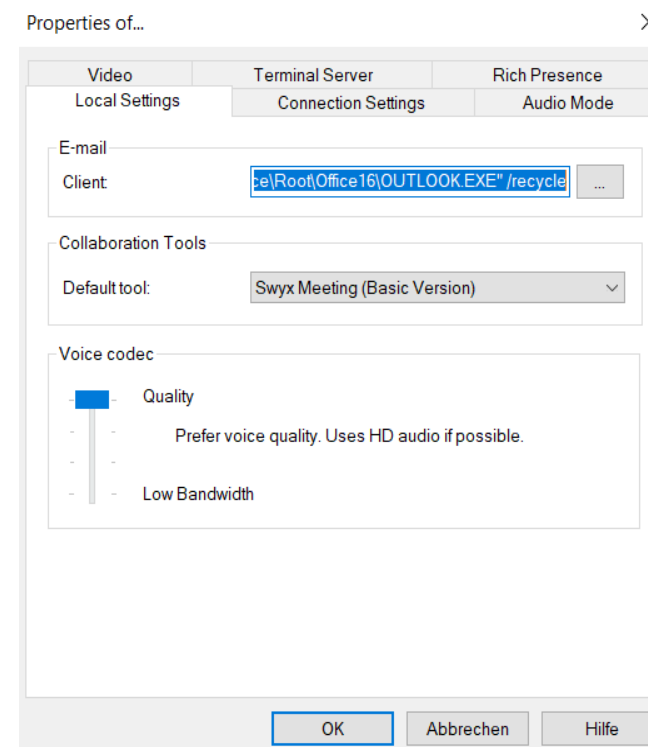 Properties of...
Video Terminal Server Rich Presence
Local Settings Connection Settings Audio Mode
E-mail
Client: ce\Root\Office16\OUTLOOK.EXE" /recycle ...
Collaboration Tools
Default tool: Swyx Meeting (Basic Version)
Voice codec
Quality
Prefer voice quality. Uses HD audio if possible.
Low Bandwidth
OK Abbrechen Hilfe